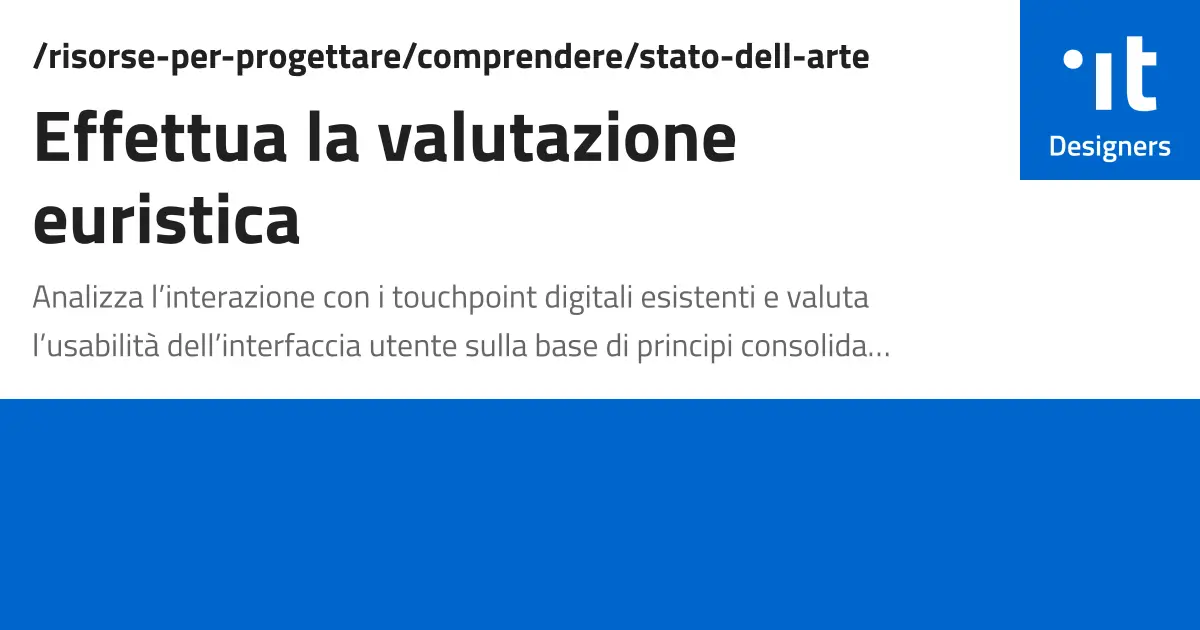 /risorse-per-progettare/comprendere/stato-dell-arte
Effettua la valutazione
euristica
Analizza l’interazione con i touchpoint digitali esistenti e valuta
l’usabilità dell’interfaccia utente sulla base di principi consolida…
it
Designers